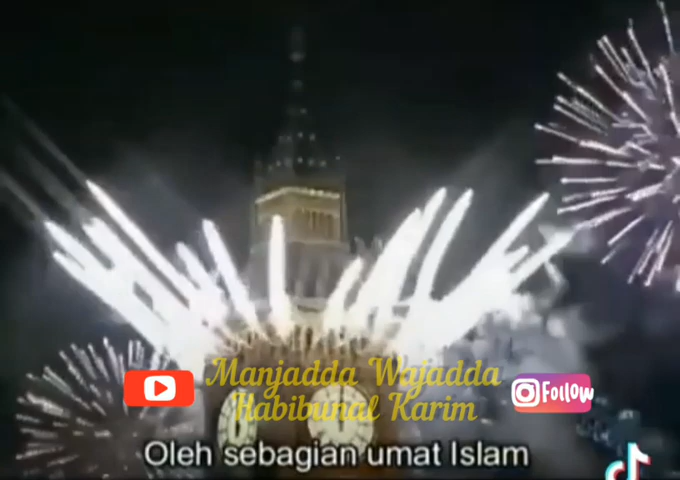 Manjadda Wajadda
Habibunal Karim
Follow
Oleh sebagian umat Islam